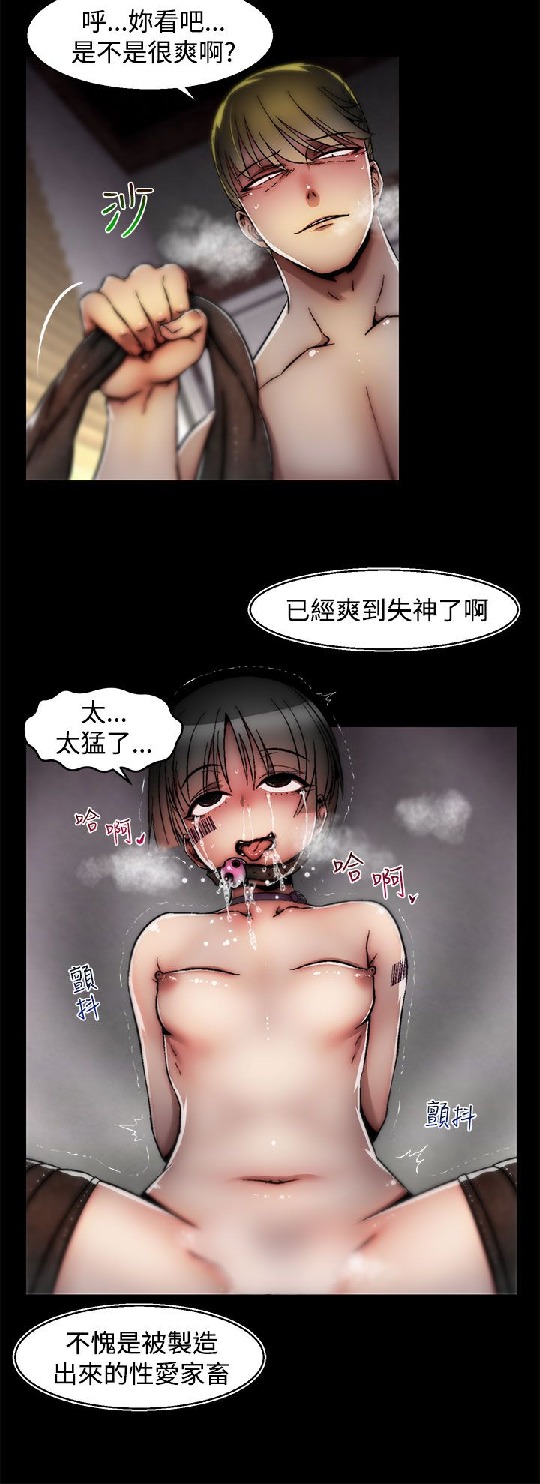 呼...妳看吧...
是不是很爽啊?
沙
已經爽到失神了啊
太...
太猛了...
哈啊
哈啊
顫抖
顫抖
不愧是被製造
出來的性愛家畜